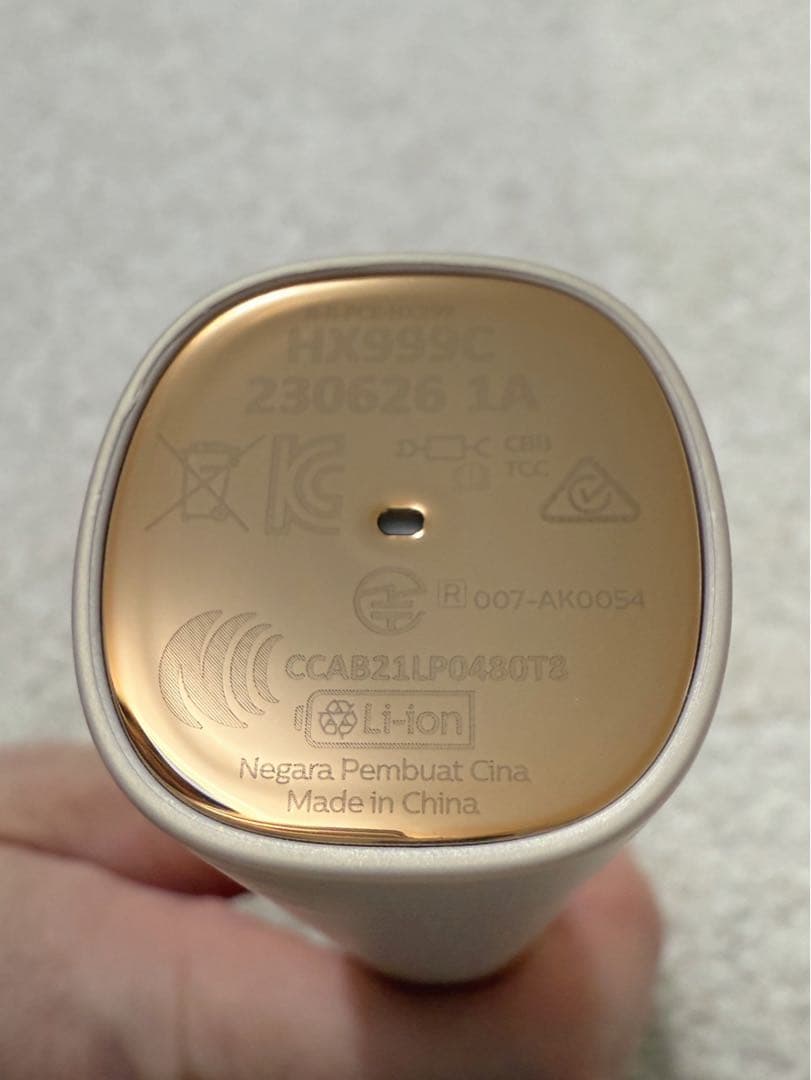 HX999C
230626 1A
CBB
TCC
R 007-AK0054
CCAB21LP0480T8
Li-ion
Negara Pembuat Cina
Made in China